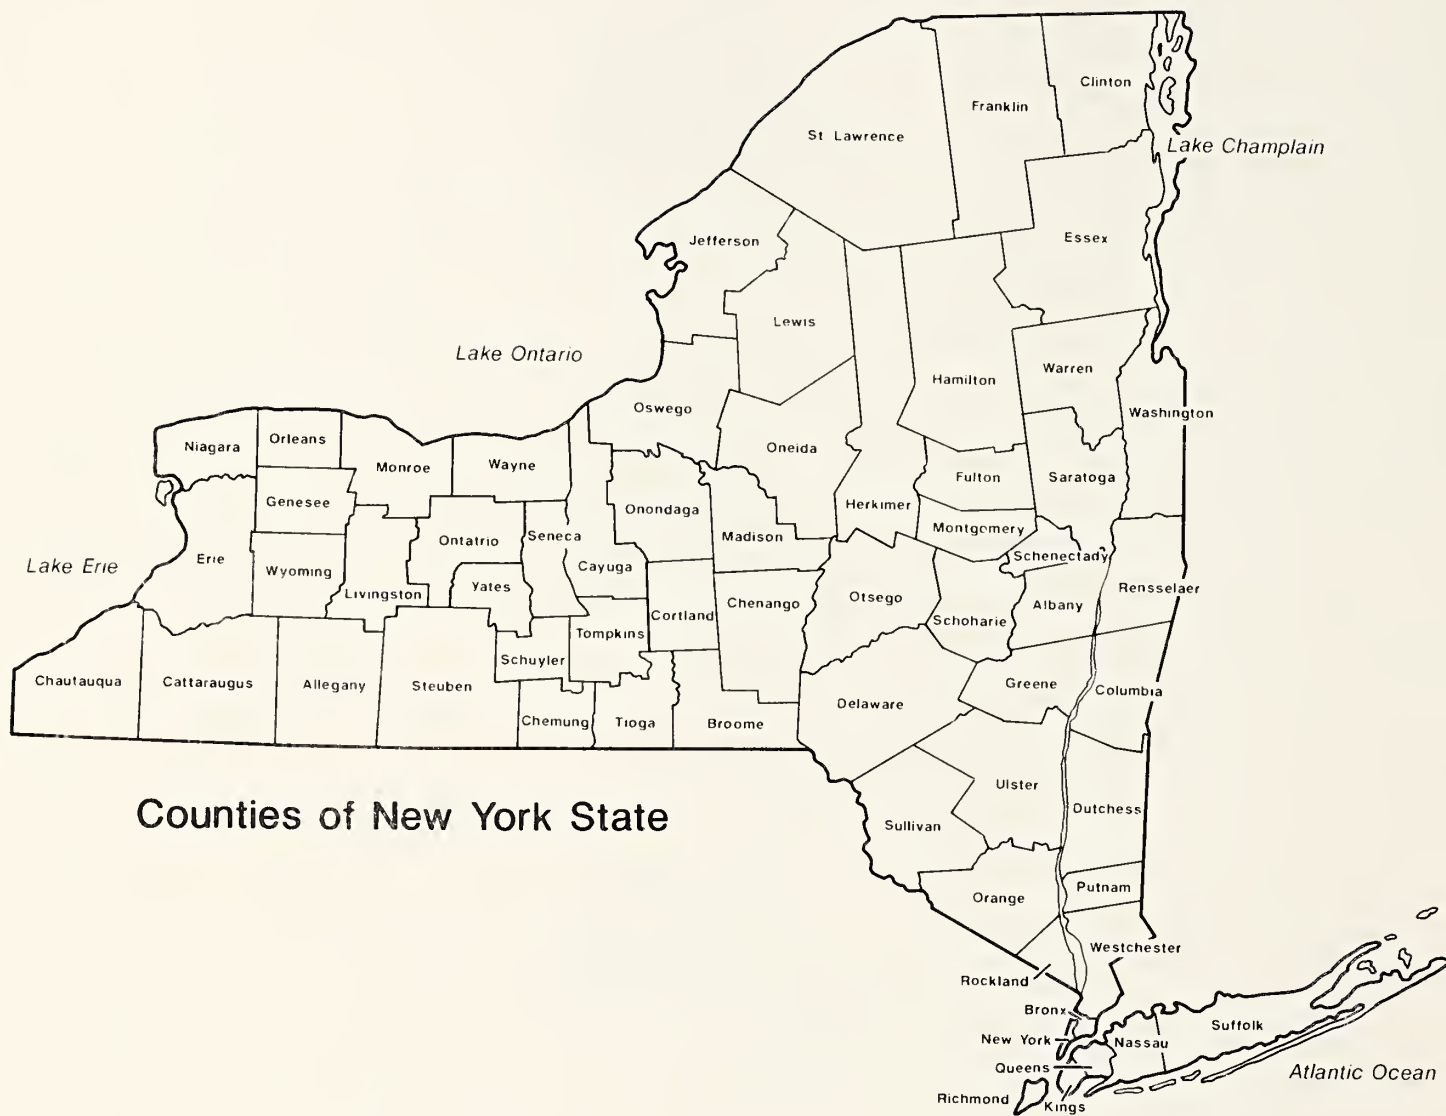 Clinton
Franklin
St Lawrence
Lake Champlain
Jefferson
Essex
Lewis
Lake Ontario
Hamilton
Warren
Oswego
Washington
Niagara
Orleans
Monroe
Wayne
Oneida
Fulton
Saratoga
Genesee
Onondaga
Herkimer
Montgomery
Madison
Seneca
Ontatrio
Schenectady
Erie
Lake Erie
Wyoming
Cayuga
Yates
Livingston
Rensselaer
Otsego
Chenango
Albany
Cortland
Schoharie
Tompkins
Schuyler
Chautauqua
Cattaraugus
Allegany
Steuben
Greene
Columbia
Delaware
Chemung
Tioga
Broome
Ulster
Counties of New York State
Dutchess
Sullivan
Putnam
Orange
Westchester
Rockland
Bronx
Suffolk
New York
Nassau
Queens
Atlantic Ocean
Richmond
Kings